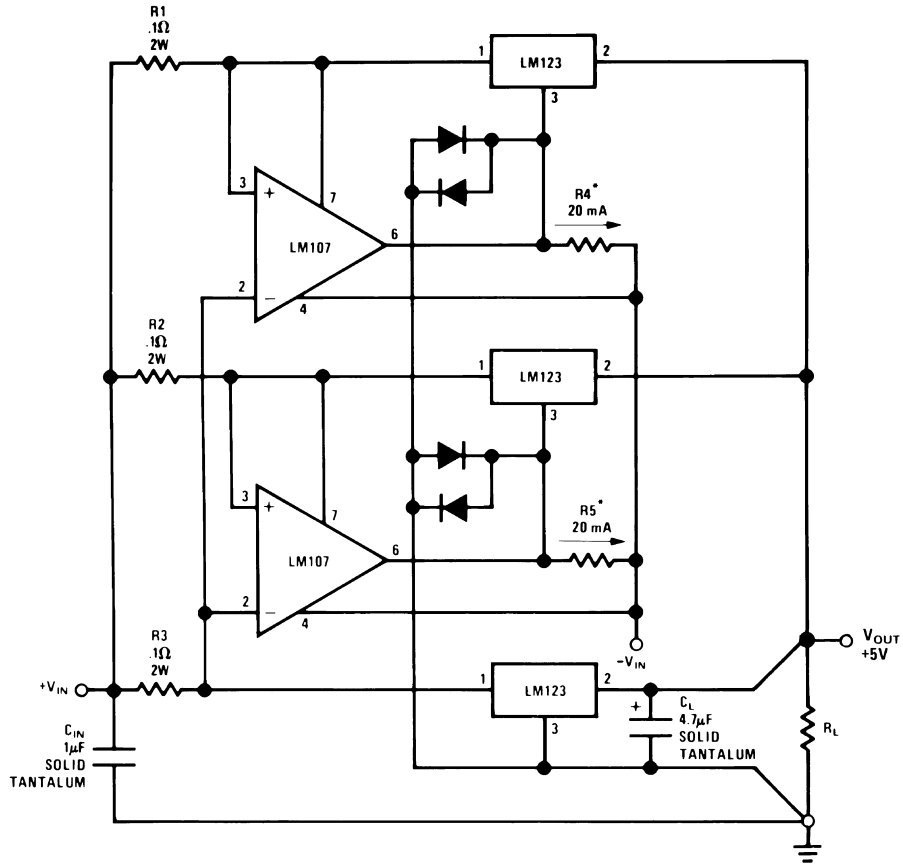 R1
.1Ω
2W
1
LM123
2
3
3
+
7
LM107
6
R4*
20 mA
2
−
4
R2
.1Ω
2W
1
LM123
2
3
3
+
7
LM107
6
R5*
20 mA
2
−
4
R3
.1Ω
2W
−VIN
VOUT
+5V
+VIN
1
LM123
2
3
+
CL
4.7μF
SOLID
TANTALUM
RL
CIN
1μF
SOLID
TANTALUM